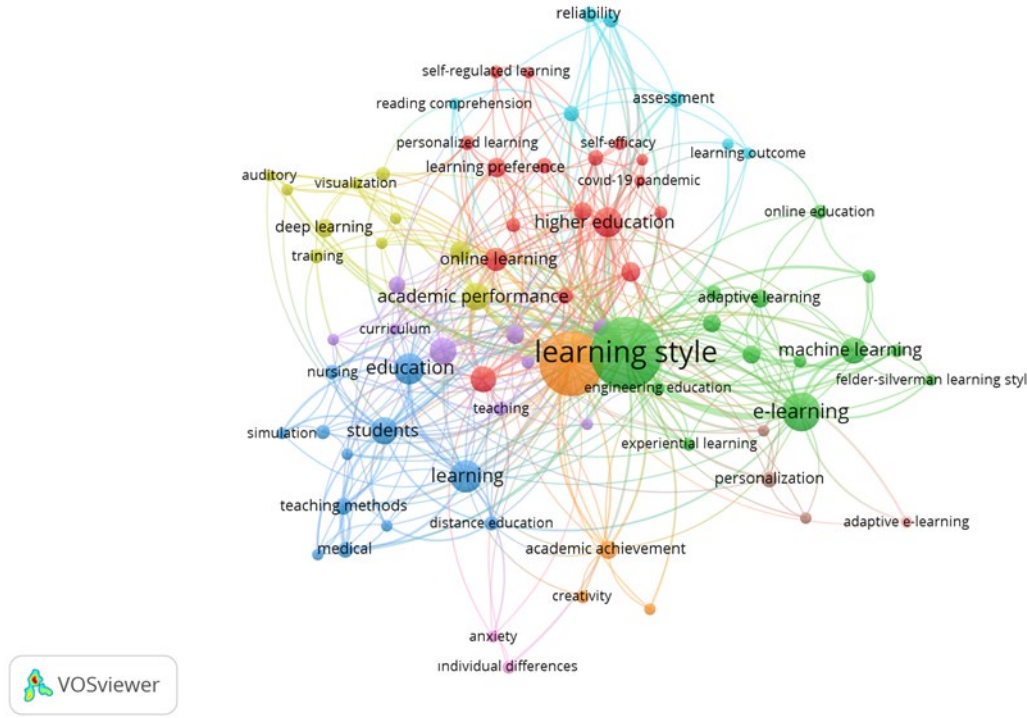 reliability
self-regulated learning
reading comprehension
assessment
personalized learning
self-efficacy
learning outcome
learning preference
auditory
visualization
covid-19 pandemic
online education
deep learning
higher education
training
online learning
academic performance
adaptive learning
curriculum
learning style
machine learning
nursing
education
engineering education
felder-silverman learning styl
teaching
e-learning
simulation
students
experiential learning
learning
personalization
teaching methods
distance education
adaptive e-learning
medical
academic achievement
creativity
anxiety
individual differences
VOSviewer